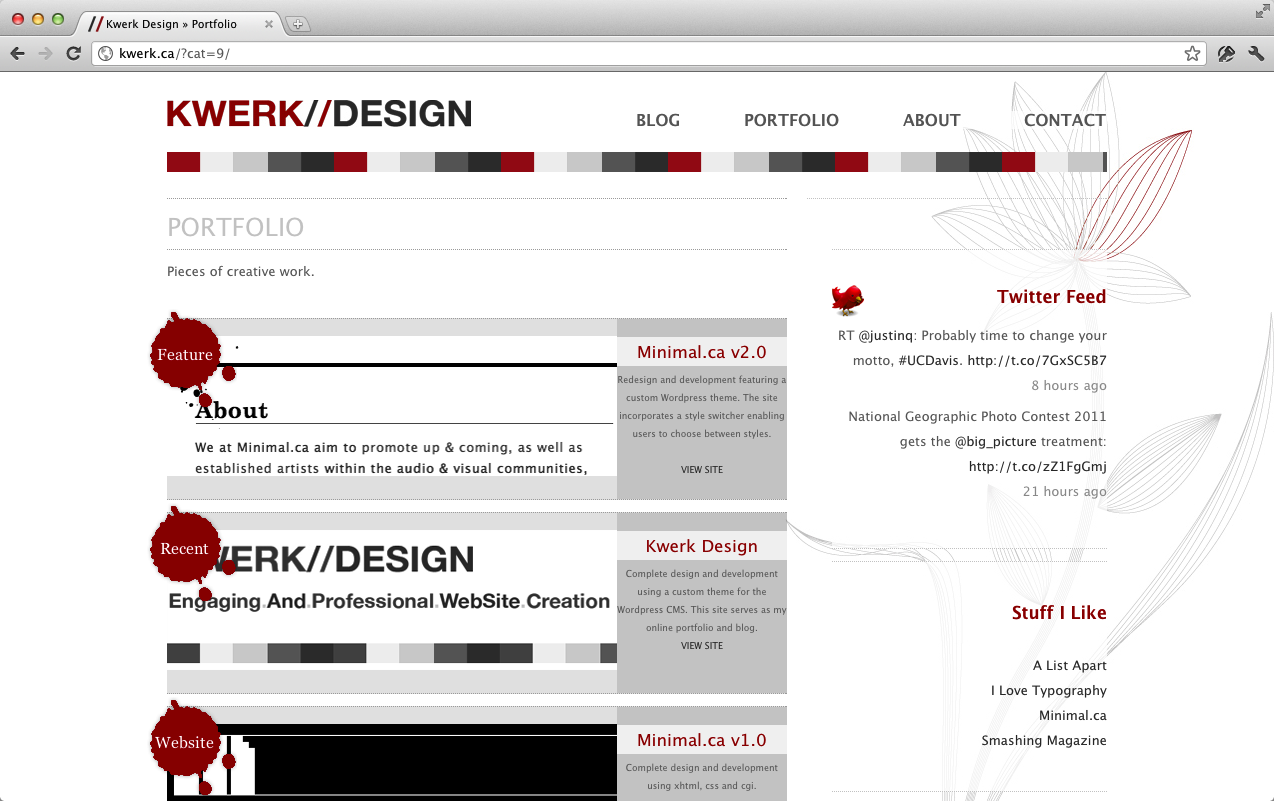 Kwerk Design » Portfolio
kwerk.ca/?cat=9/
KWERK//DESIGN
BLOG PORTFOLIO ABOUT CONTACT
PORTFOLIO
Pieces of creative work.
Feature
About
We at Minimal.ca aim to promote up & coming, as well as
established artists within the audio & visual communities,
Minimal.ca v2.0
Redesign and development featuring a
custom Wordpress theme. The site
incorporates a style switcher enabling
users to choose between styles.
VIEW SITE
Recent
KWERK//DESIGN
Engaging.And.Professional.WebSite.Creation
Kwerk Design
Complete design and development
using a custom theme for the
Wordpress CMS. This site serves as my
online portfolio and blog.
VIEW SITE
Website
Minimal.ca v1.0
Complete design and development
using xhtml, css and cgi.
Twitter Feed
RT @justinq: Probably time to change your
motto, #UCDavis. http://t.co/7GxSC5B7
8 hours ago
National Geographic Photo Contest 2011
gets the @big_picture treatment:
http://t.co/zZ1FgGmj
21 hours ago
Stuff I Like
A List Apart
I Love Typography
Minimal.ca
Smashing Magazine